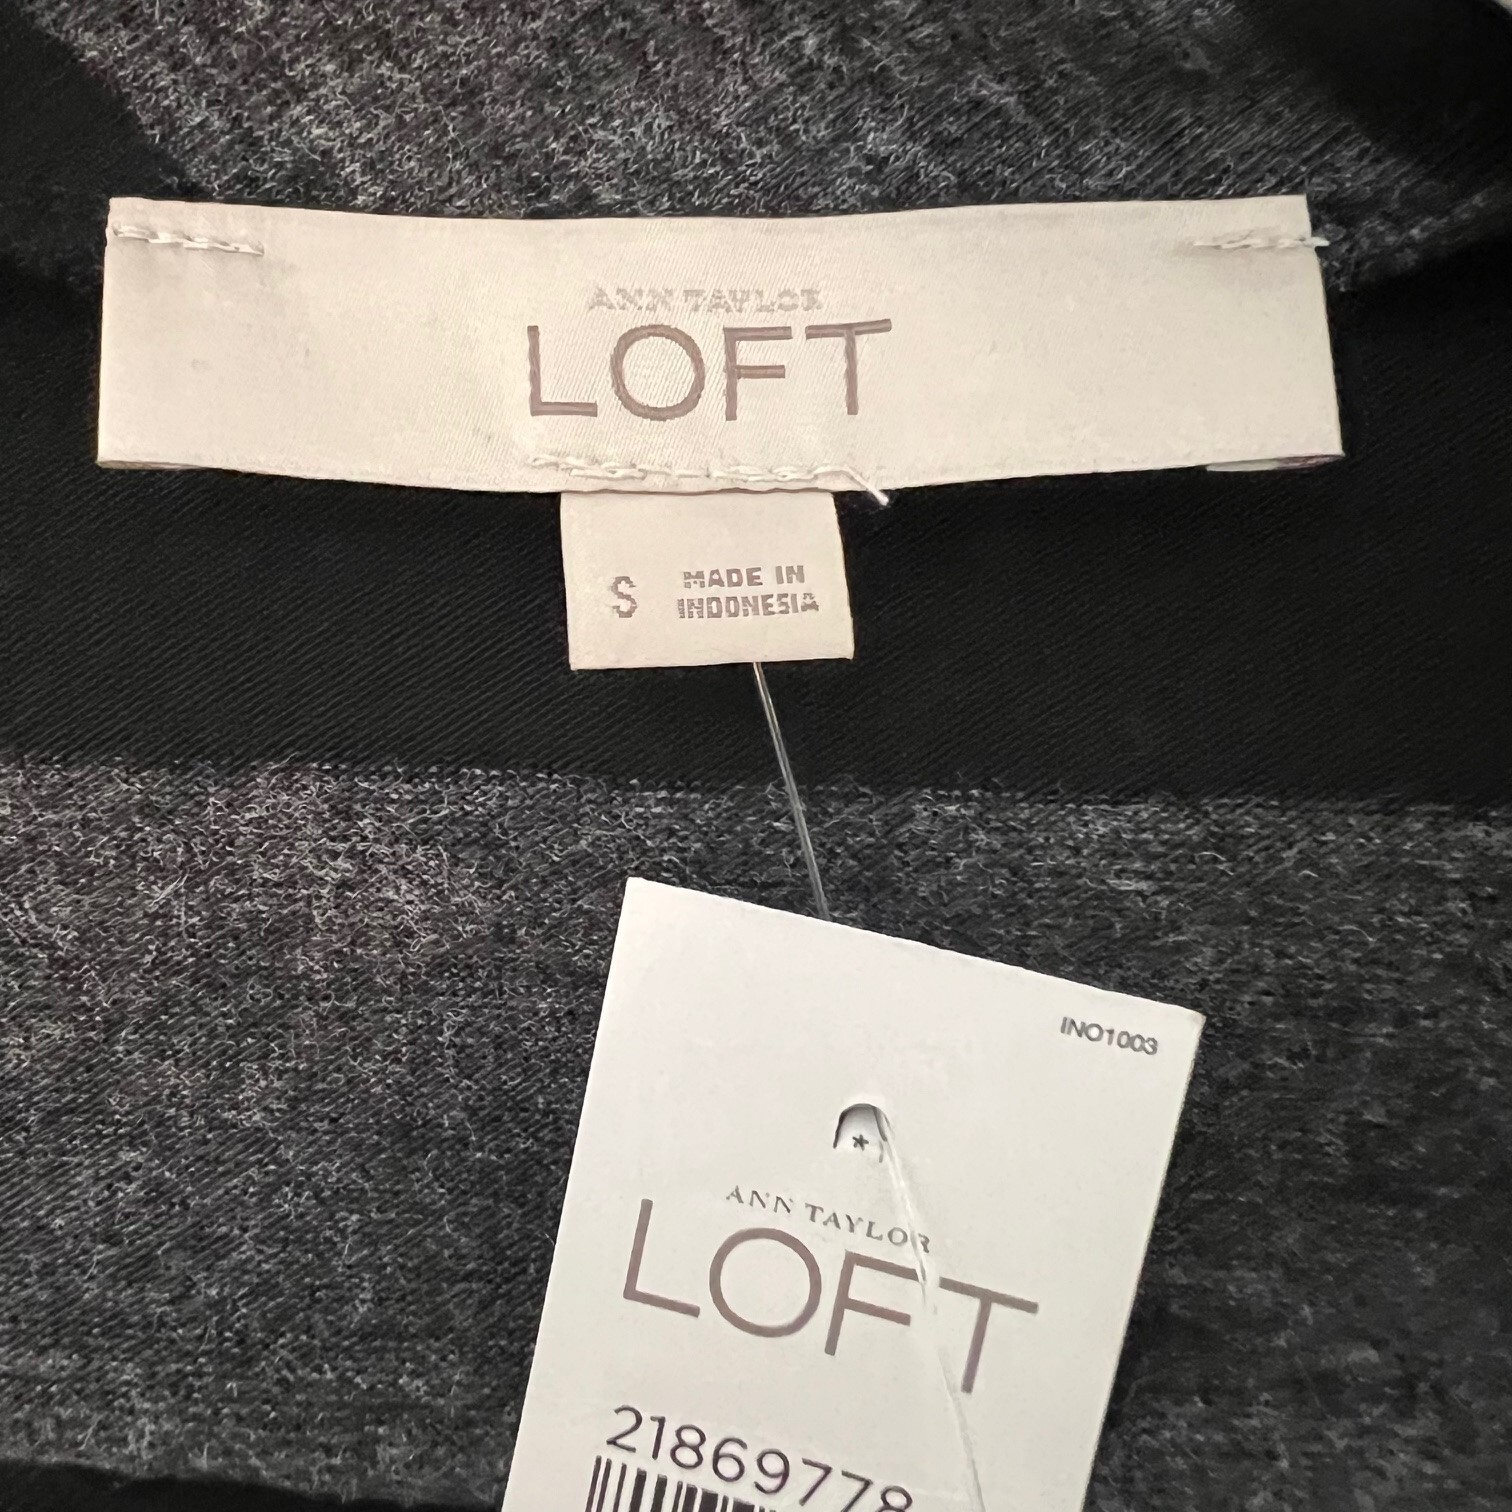 ANN TAYLOR
LOFT
S MADE IN
INDONESIA
INO1003
ANN TAYLOR
LOFT
21869778